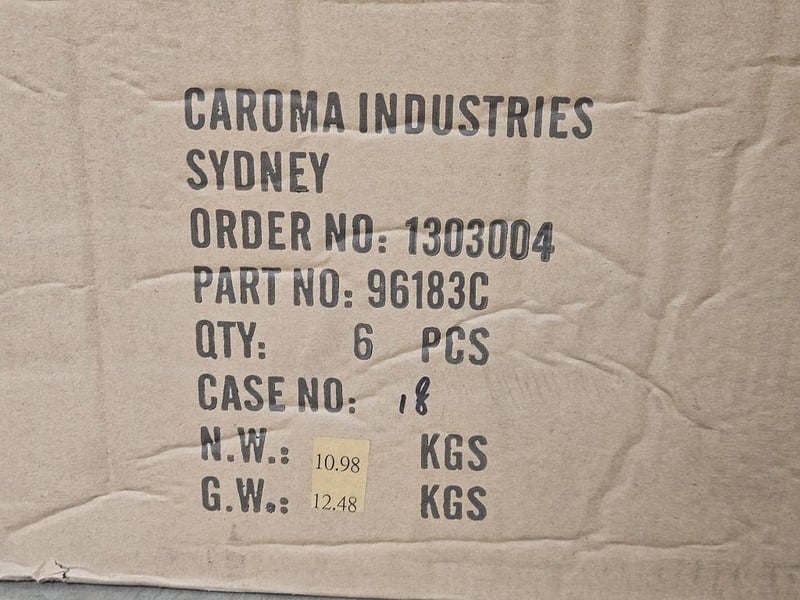 CAROMA INDUSTRIES
SYDNEY
ORDER NO: 1303004
PART NO: 96183C
QTY: 6 PCS
CASE NO: 18
N.W.: 10.98 KGS
G.W.: 12.48 KGS